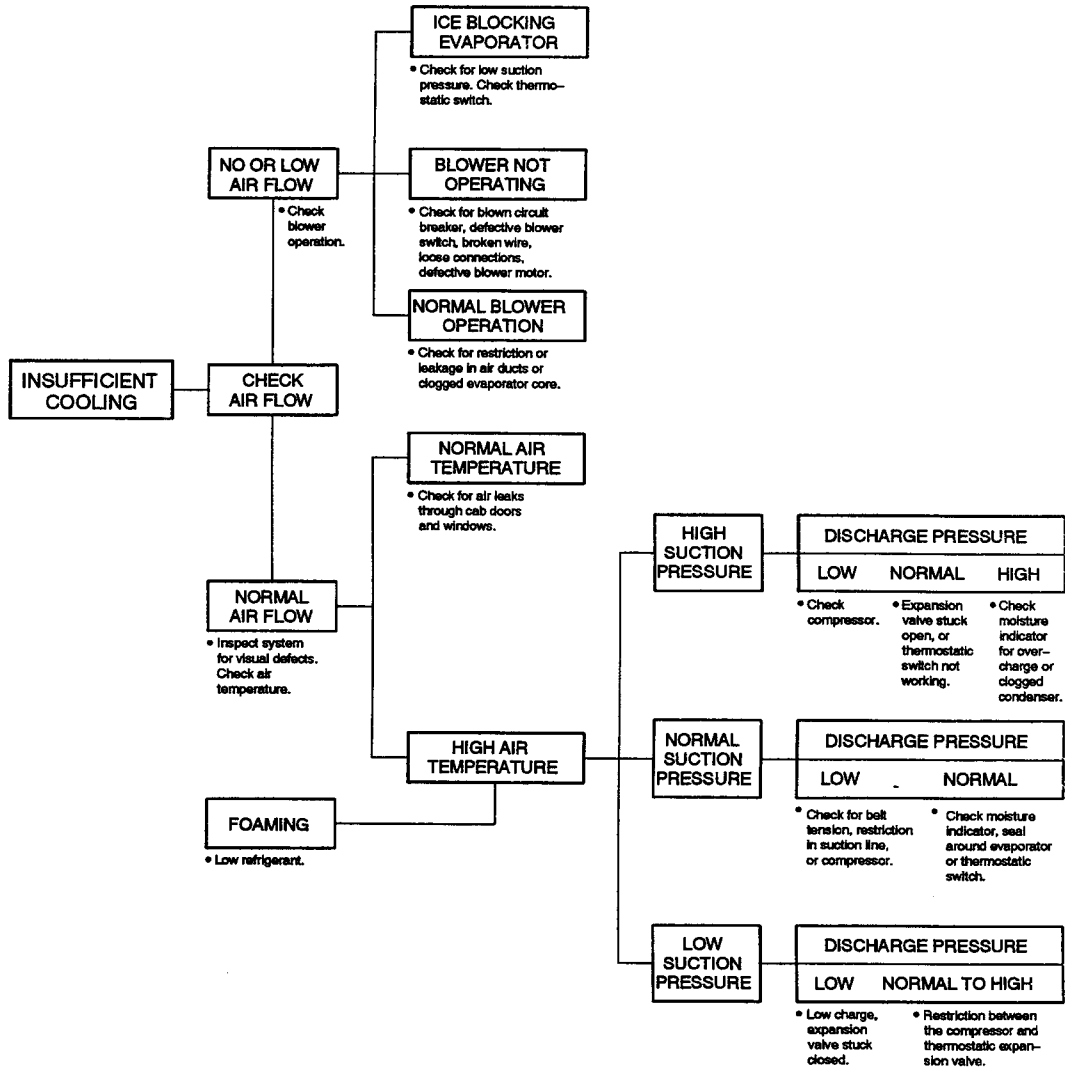 ICE BLOCKING
EVAPORATOR
• Check for low suction
pressure. Check thermo–
static switch.
NO OR LOW
AIR FLOW
• Check
blower
operation.
BLOWER NOT
OPERATING
• Check for blown circuit
breaker, defective blower
switch, broken wire,
loose connections,
defective blower motor.
NORMAL BLOWER
OPERATION
• Check for restriction or
leakage in air ducts or
clogged evaporator core.
INSUFFICIENT
COOLING
CHECK
AIR FLOW
NORMAL AIR
TEMPERATURE
• Check for air leaks
through cab doors
and windows.
NORMAL
AIR FLOW
• Inspect system
for visual defects.
Check air
temperature.
HIGH AIR
TEMPERATURE
FOAMING
• Low refrigerant.
HIGH
SUCTION
PRESSURE
DISCHARGE PRESSURE
LOW NORMAL HIGH
• Check
compressor.
• Expansion
valve stuck
open, or
thermostatic
switch not
working.
• Check
moisture
indicator
for over–
charge or
clogged
condenser.
NORMAL
SUCTION
PRESSURE
DISCHARGE PRESSURE
LOW NORMAL
• Check for belt
tension, restriction
in suction line,
or compressor.
• Check moisture
indicator, seal
around evaporator
or thermostatic
switch.
LOW
SUCTION
PRESSURE
DISCHARGE PRESSURE
LOW NORMAL TO HIGH
• Low charge,
expansion
valve stuck
closed.
• Restriction between
the compressor and
thermostatic expan–
sion valve.